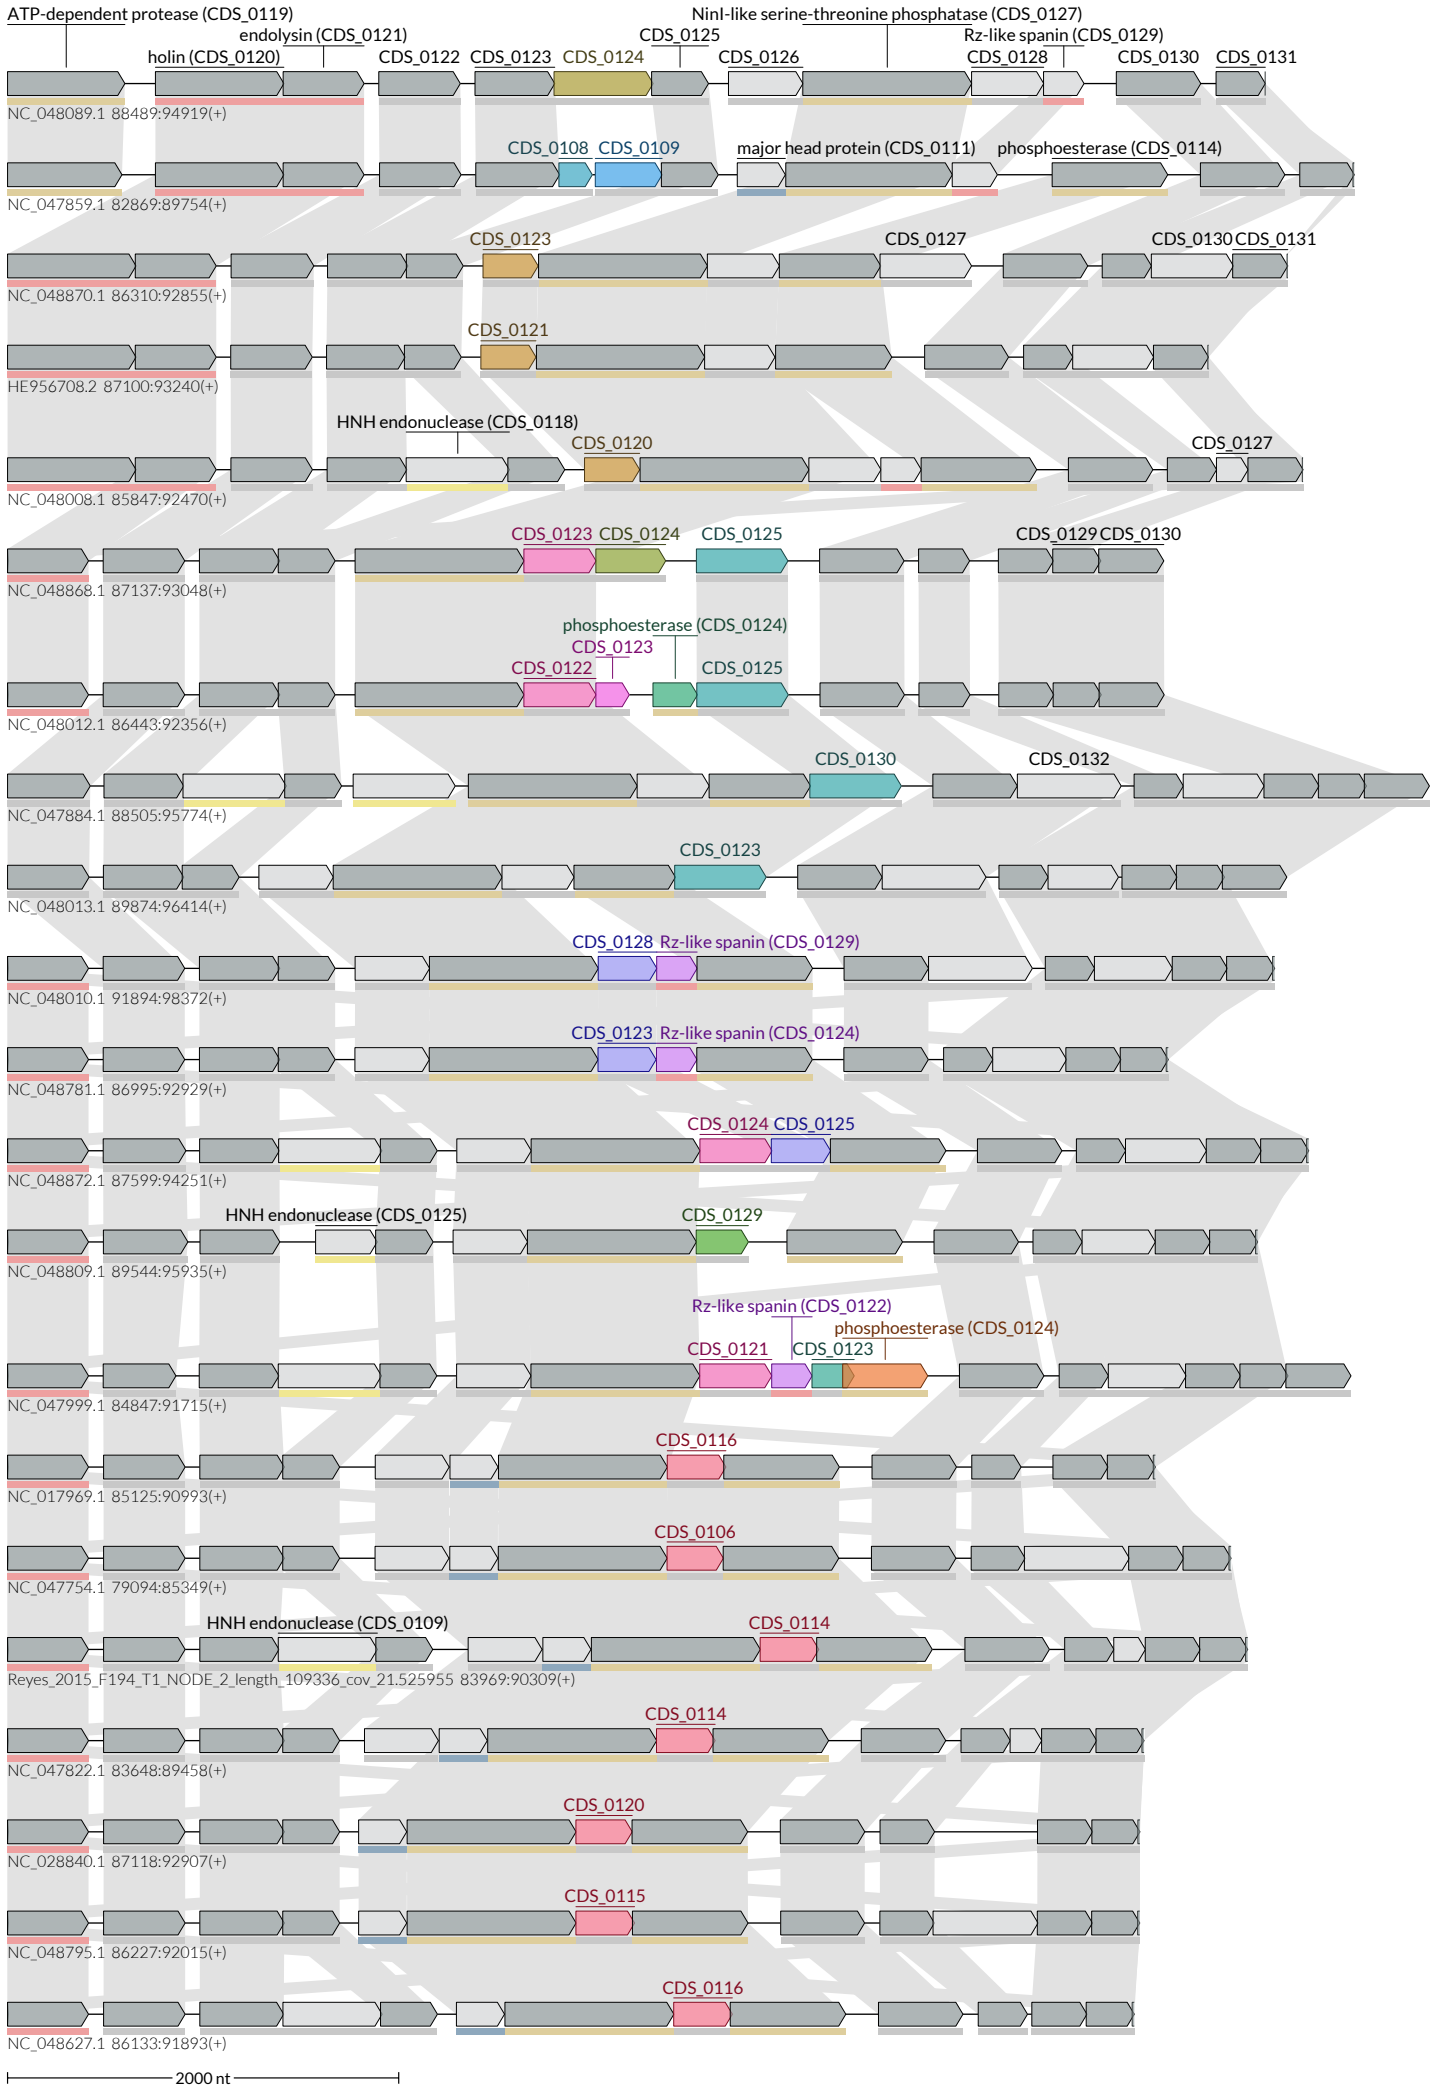 ATP-dependent protease (CDS_0119)
NinI-like serine-threonine phosphatase (CDS_0127)
endolysin (CDS_0121)
CDS_0125
Rz-like spanin (CDS_0129)
holin (CDS_0120)
CDS_0122
CDS_0123
CDS_0124
CDS_0126
CDS_0128
CDS_0130
CDS_0131
NC_048089.1 88489:94919(+)
CDS_0108
CDS_0109
major head protein (CDS_0111)
phosphoesterase (CDS_0114)
NC_047859.1 82869:89754(+)
CDS_0123
CDS_0127
CDS_0130
CDS_0131
NC_048870.1 86310:92855(+)
CDS_0121
HE956708.2 87100:93240(+)
HNH endonuclease (CDS_0118)
CDS_0120
CDS_0127
NC_048008.1 85847:92470(+)
CDS_0123
CDS_0124
CDS_0125
CDS_0129
CDS_0130
NC_048868.1 87137:93048(+)
phosphoesterase (CDS_0124)
CDS_0123
CDS_0122
CDS_0125
NC_048012.1 86443:92356(+)
CDS_0130
CDS_0132
NC_047884.1 88505:95774(+)
CDS_0123
NC_048013.1 89874:96414(+)
CDS_0128
Rz-like spanin (CDS_0129)
NC_048010.1 91894:98372(+)
CDS_0123
Rz-like spanin (CDS_0124)
NC_048781.1 86995:92929(+)
CDS_0124
CDS_0125
NC_048872.1 87599:94251(+)
HNH endonuclease (CDS_0125)
CDS_0129
NC_048809.1 89544:95935(+)
Rz-like spanin (CDS_0122)
phosphoesterase (CDS_0124)
CDS_0121
CDS_0123
NC_047999.1 84847:91715(+)
CDS_0116
NC_017969.1 85125:90993(+)
CDS_0106
NC_047754.1 79094:85349(+)
HNH endonuclease (CDS_0109)
CDS_0114
Reyes_2015_F194_T1_NODE_2_length_109336_cov_21.525955 83969:90309(+)
CDS_0114
NC_047822.1 83648:89458(+)
CDS_0120
NC_028840.1 87118:92907(+)
CDS_0115
NC_048795.1 86227:92015(+)
CDS_0116
NC_048627.1 86133:91893(+)
2000 nt